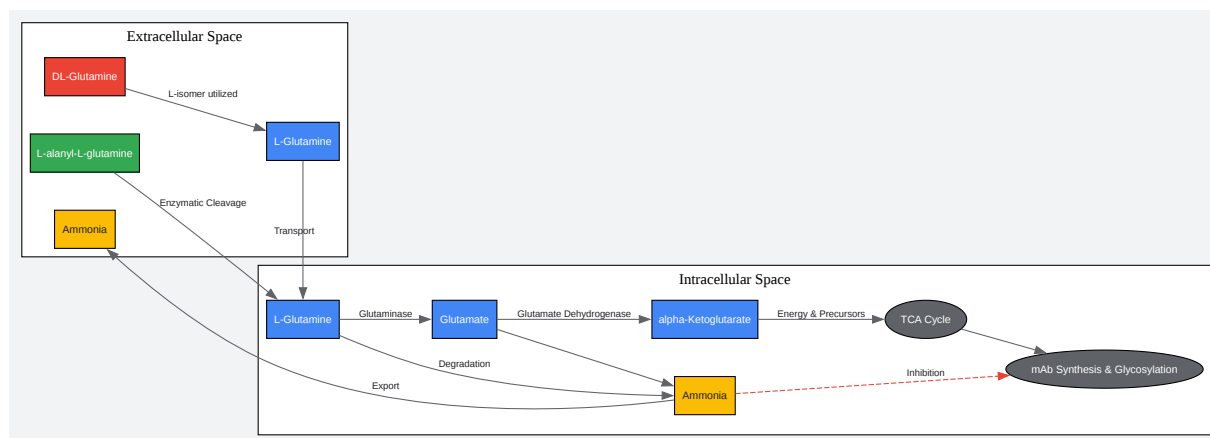 Extracellular Space
DL-Glutamine
L-isomer utilized
L-Glutamine
L-alanyl-L-glutamine
Enzymatic Cleavage
Ammonia
Transport
Intracellular Space
L-Glutamine
Glutaminase
Glutamate
Glutamate Dehydrogenase
alpha-Ketoglutarate
Energy & Precursors
TCA Cycle
Degradation
mAb Synthesis & Glycosylation
Inhibition
Export
Ammonia